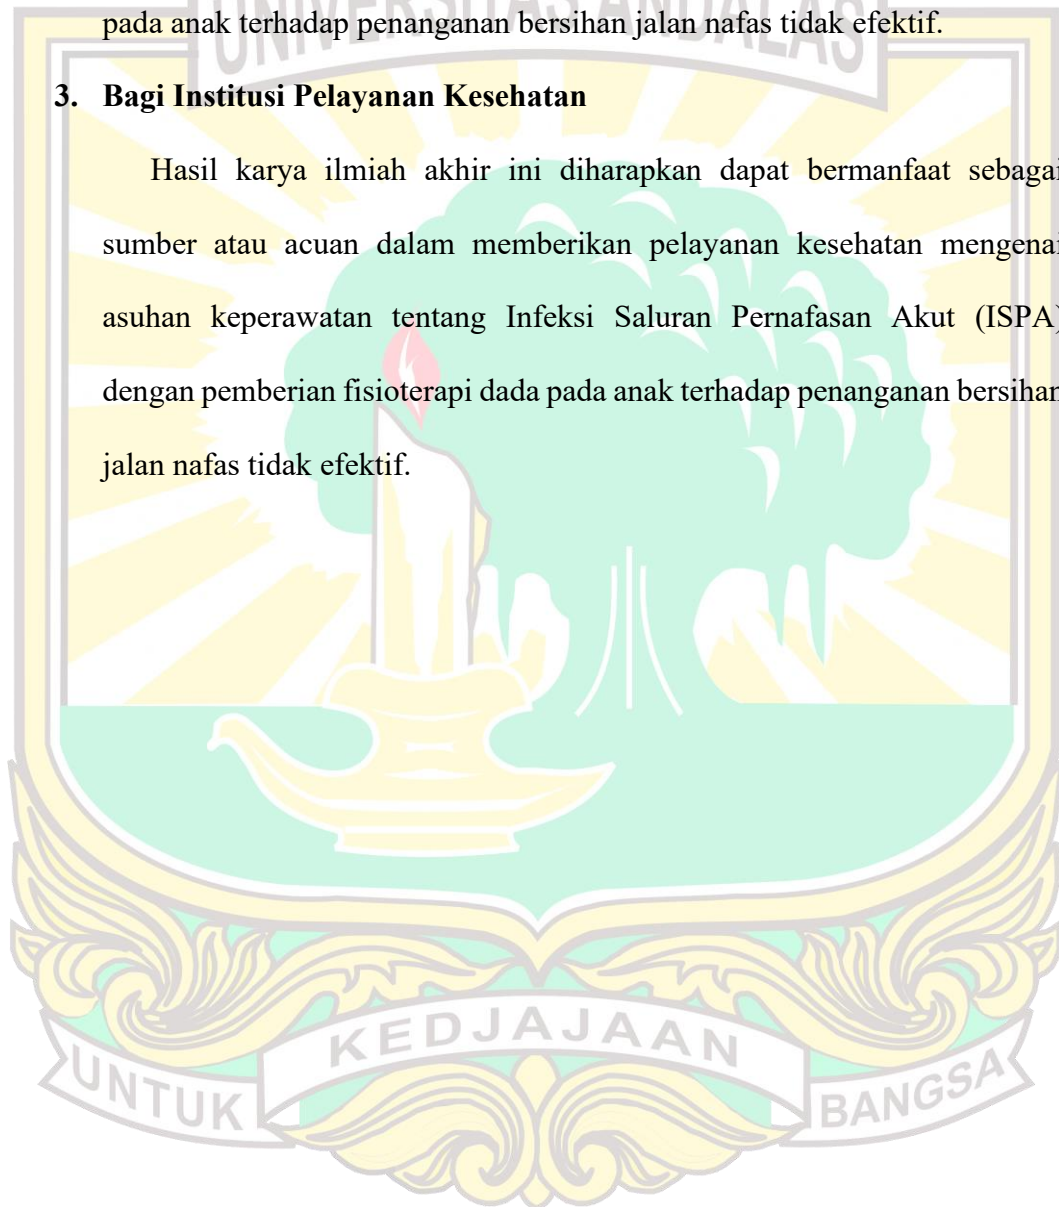 UNIVERSITAS ANDALAS
pada anak terhadap penanganan bersihan jalan nafas tidak efektif.
3. Bagi Institusi Pelayanan Kesehatan
Hasil karya ilmiah akhir ini diharapkan dapat bermanfaat sebagai
sumber atau acuan dalam memberikan pelayanan kesehatan mengenai
asuhan keperawatan tentang Infeksi Saluran Pernafasan Akut (ISPA)
dengan pemberian fisioterapi dada pada anak terhadap penanganan bersihan
jalan nafas tidak efektif.
UNTUK KEDJAJAAN BANGSA